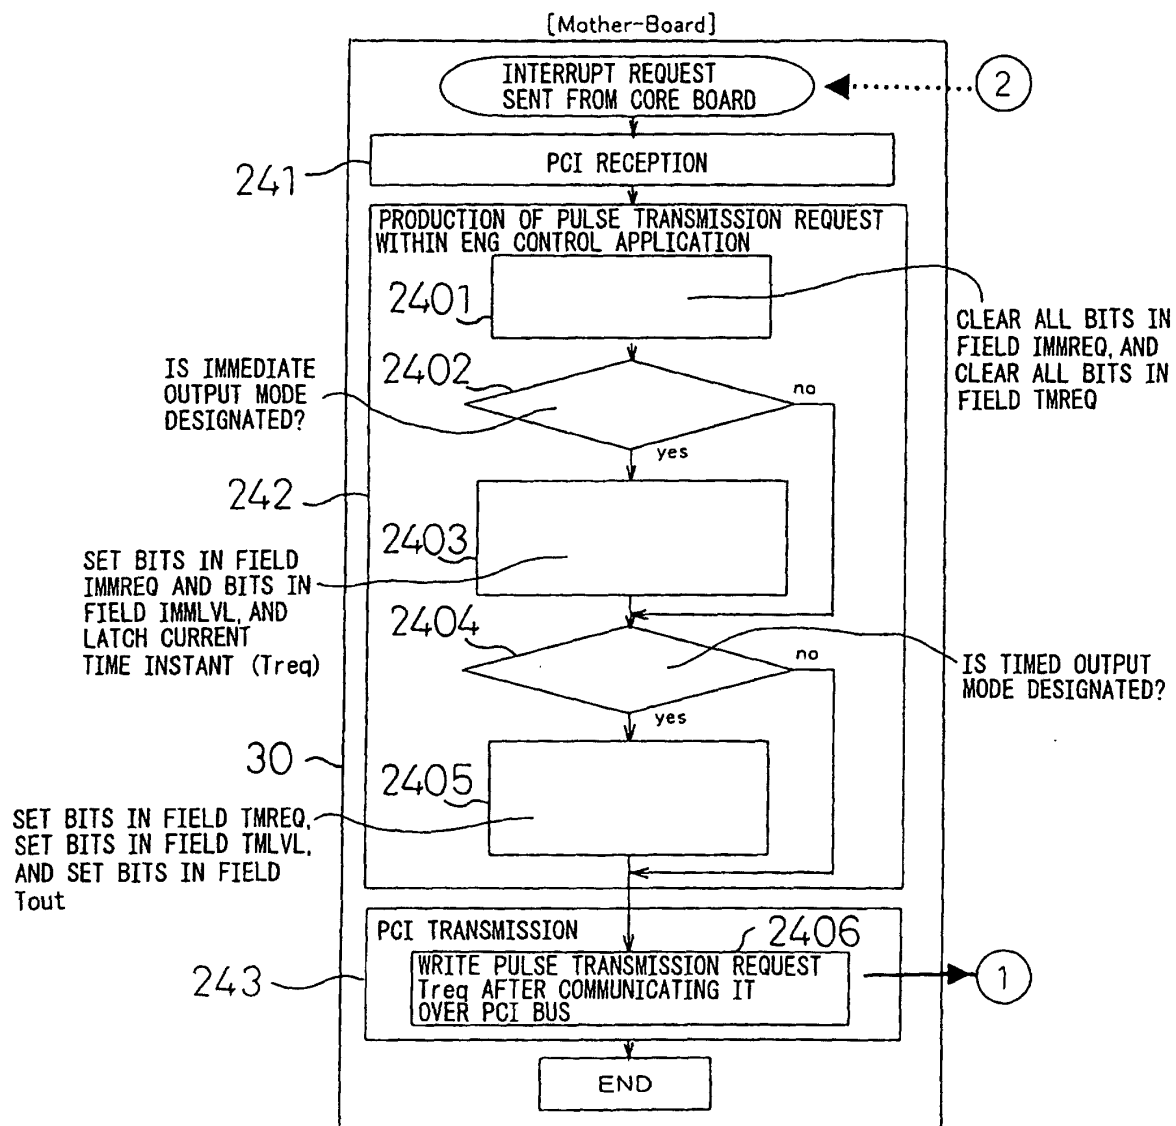 [Mother-Board]
INTERRUPT REQUEST
SENT FROM CORE BOARD
2
241
PCI RECEPTION
PRODUCTION OF PULSE TRANSMISSION REQUEST
WITHIN ENG CONTROL APPLICATION
2401
CLEAR ALL BITS IN
FIELD IMMREQ, AND
CLEAR ALL BITS IN
FIELD TMREQ
2402
IS IMMEDIATE
OUTPUT MODE
DESIGNATED?
no
yes
242
2403
SET BITS IN FIELD
IMMREQ AND BITS IN
FIELD IMMLVL, AND
LATCH CURRENT
TIME INSTANT (Treq)
2404
no
IS TIMED OUTPUT
MODE DESIGNATED?
yes
30
2405
SET BITS IN FIELD TMREQ,
SET BITS IN FIELD TMLVL,
AND SET BITS IN FIELD
Tout
PCI TRANSMISSION
2406
243
WRITE PULSE TRANSMISSION REQUEST
Treq AFTER COMMUNICATING IT
OVER PCI BUS
1
END